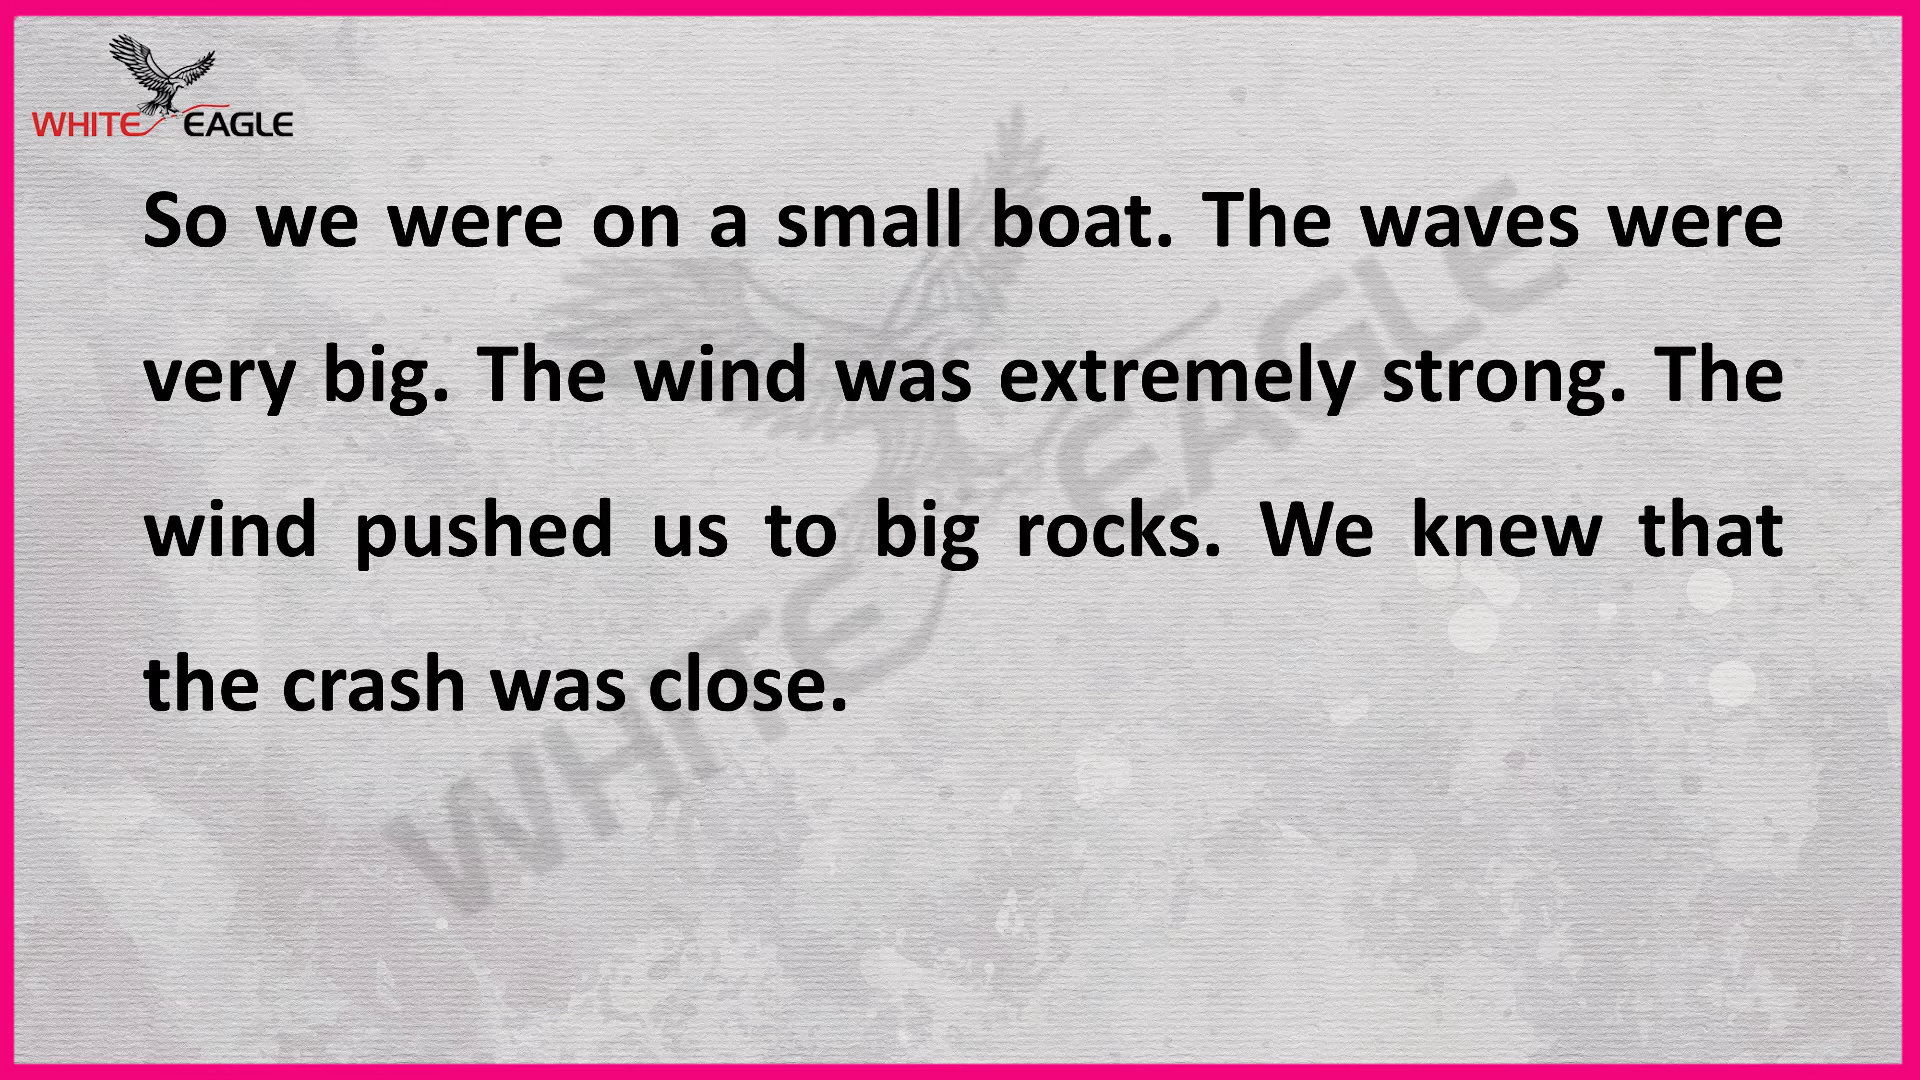 WHITE EAGLE
So we were on a small boat. The waves were
very big. The wind was extremely strong. The
wind pushed us to big rocks. We knew that
the crash was close.
WHITE EAGLE